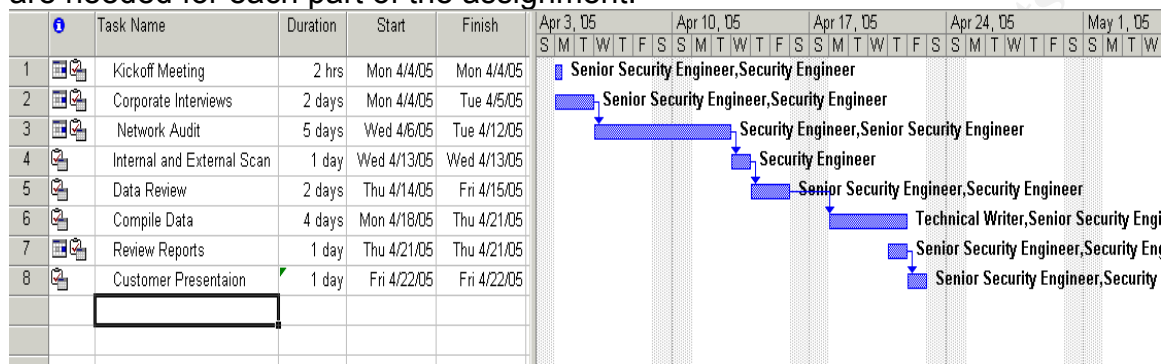 are needed for each part of the assignment.
Task Name Duration Start Finish Apr 3, '05 Apr 10, '05 Apr 17, '05 Apr 24, '05 May 1, '05
S M T W T F S S M T W T F S S M T W T F S S M T W T F S S M T W
1 Kickoff Meeting 2 hrs Mon 4/4/05 Mon 4/4/05 Senior Security Engineer,Security Engineer
2 Corporate Interviews 2 days Mon 4/4/05 Tue 4/5/05 Senior Security Engineer,Security Engineer
3 Network Audit 5 days Wed 4/6/05 Tue 4/12/05 Security Engineer,Senior Security Engineer
4 Internal and External Scan 1 day Wed 4/13/05 Wed 4/13/05 Security Engineer
5 Data Review 2 days Thu 4/14/05 Fri 4/15/05 Senior Security Engineer,Security Engineer
6 Compile Data 4 days Mon 4/18/05 Thu 4/21/05 Technical Writer,Senior Security Engi
7 Review Reports 1 day Thu 4/21/05 Thu 4/21/05 Senior Security Engineer,Security Eng
8 Customer Presentaion 1 day Fri 4/22/05 Fri 4/22/05 Senior Security Engineer,Security